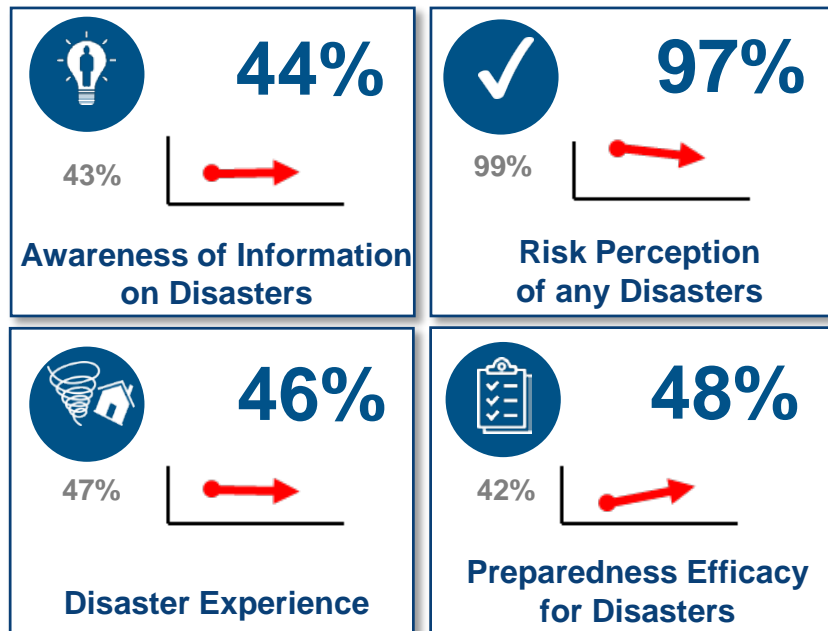 44%
43%
Awareness of Information
on Disasters
97%
99%
Risk Perception
of any Disasters
46%
47%
Disaster Experience
48%
42%
Preparedness Efficacy
for Disasters